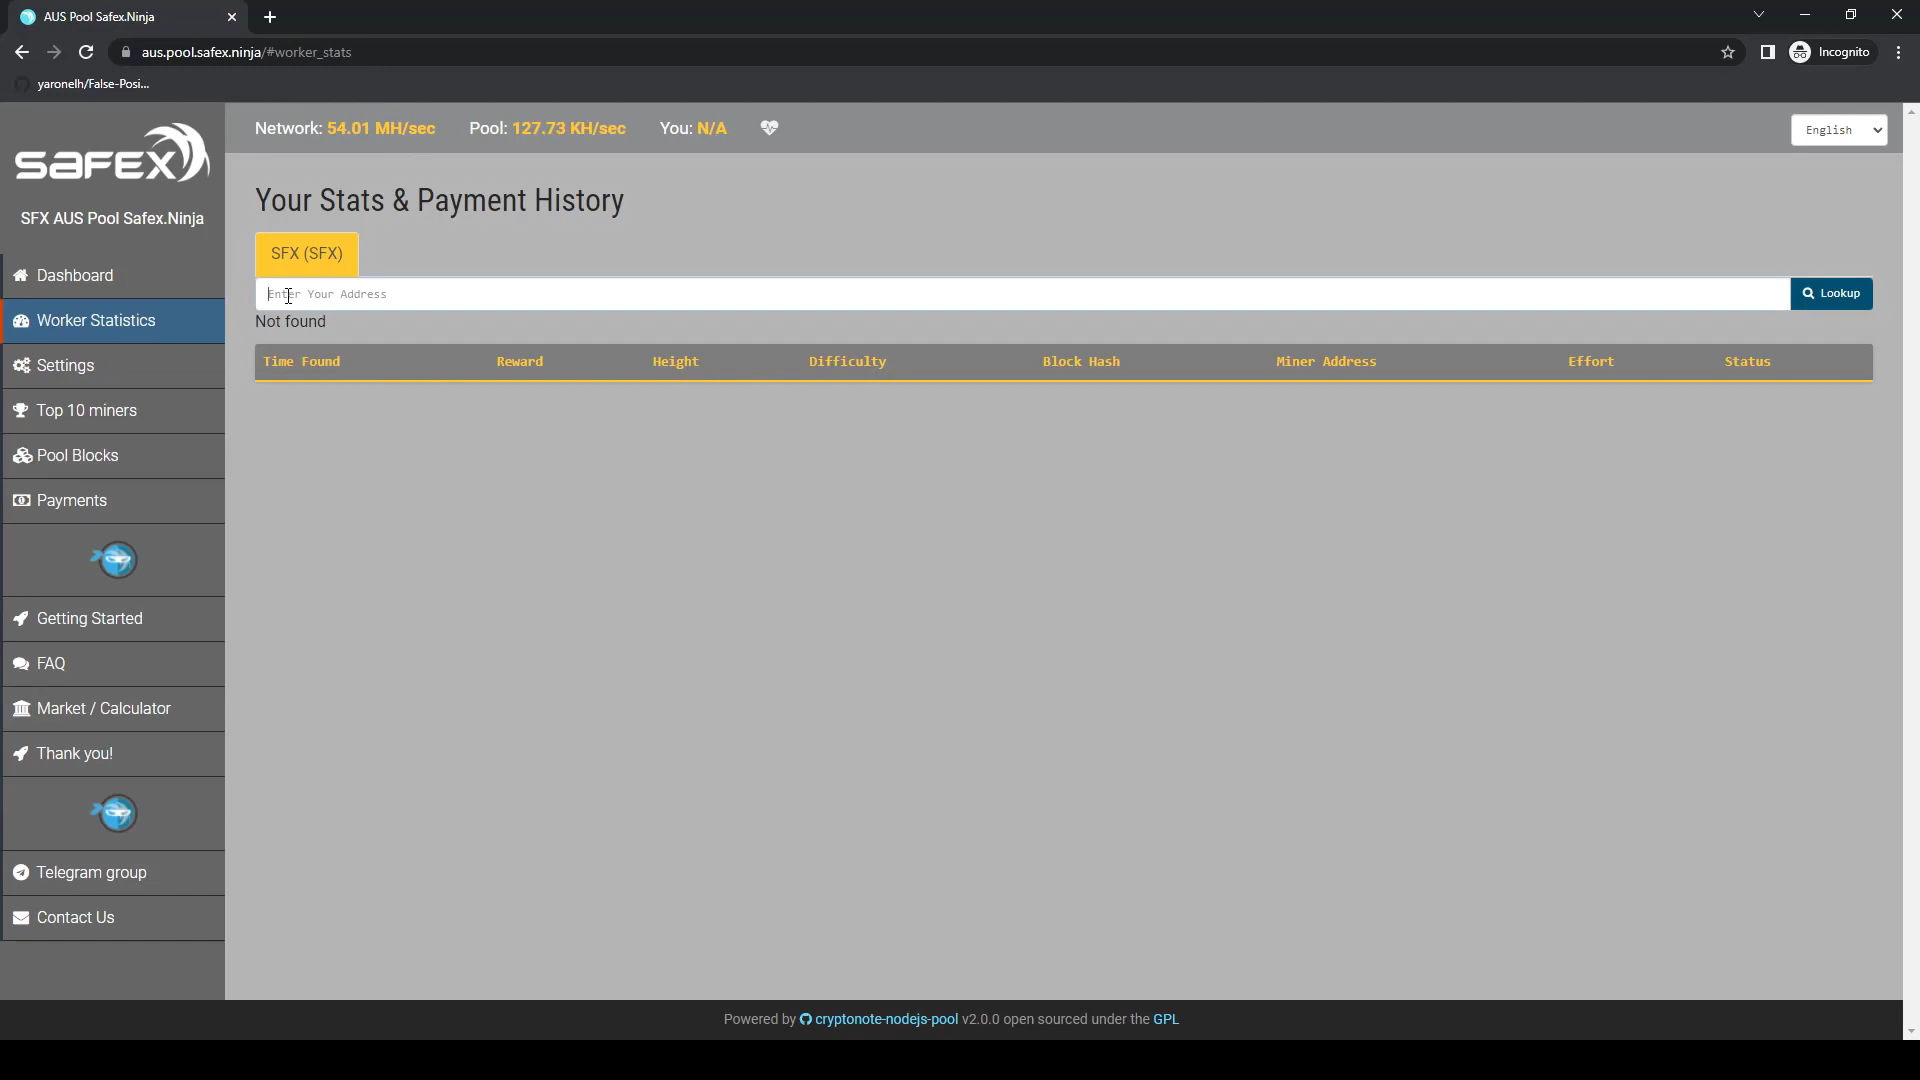 AUS Pool Safex.Ninja
aus.pool.safex.ninja/#worker_stats
Incognito
yaronelh/False-Posi...
Network: 54.01 MH/sec Pool: 127.73 KH/sec You: N/A
English
safex
SFX AUS Pool Safex.Ninja
Dashboard
Worker Statistics
Settings
Top 10 miners
Pool Blocks
Payments
Getting Started
FAQ
Market / Calculator
Thank you!
Telegram group
Contact Us
Your Stats & Payment History
SFX (SFX)
Enter Your Address
Lookup
Not found
Time Found Reward Height Difficulty Block Hash Miner Address Effort Status
Powered by cryptonote-nodejs-pool v2.0.0 open sourced under the GPL